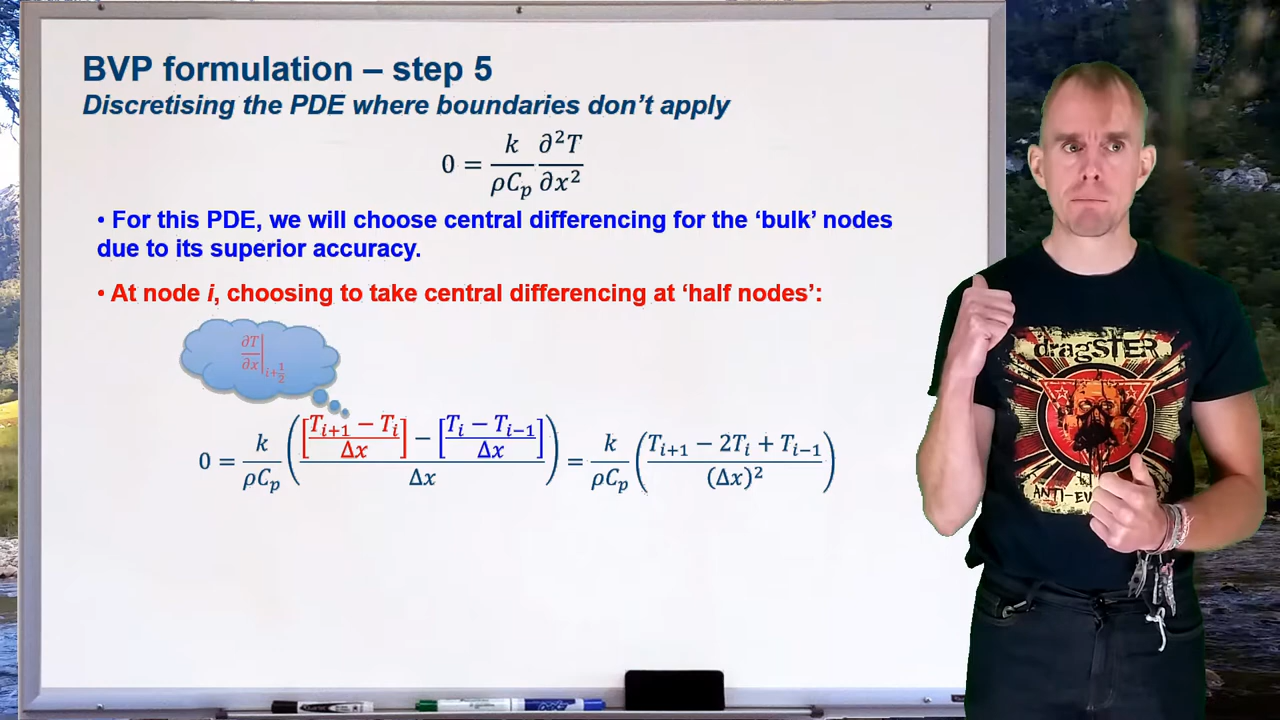 BVP formulation – step 5
Discretising the PDE where boundaries don’t apply
0 = k/ρC_p ∂²T/∂x²
• For this PDE, we will choose central differencing for the ‘bulk’ nodes
due to its superior accuracy.
• At node i, choosing to take central differencing at ‘half nodes’:
∂T/∂x|_{i+1/2}
0 = k/ρC_p ([T_{i+1} − T_i / Δx] − [T_i − T_{i−1} / Δx] / Δx) = k/ρC_p (T_{i+1} − 2T_i + T_{i−1} / (Δx)²)
dragSTER